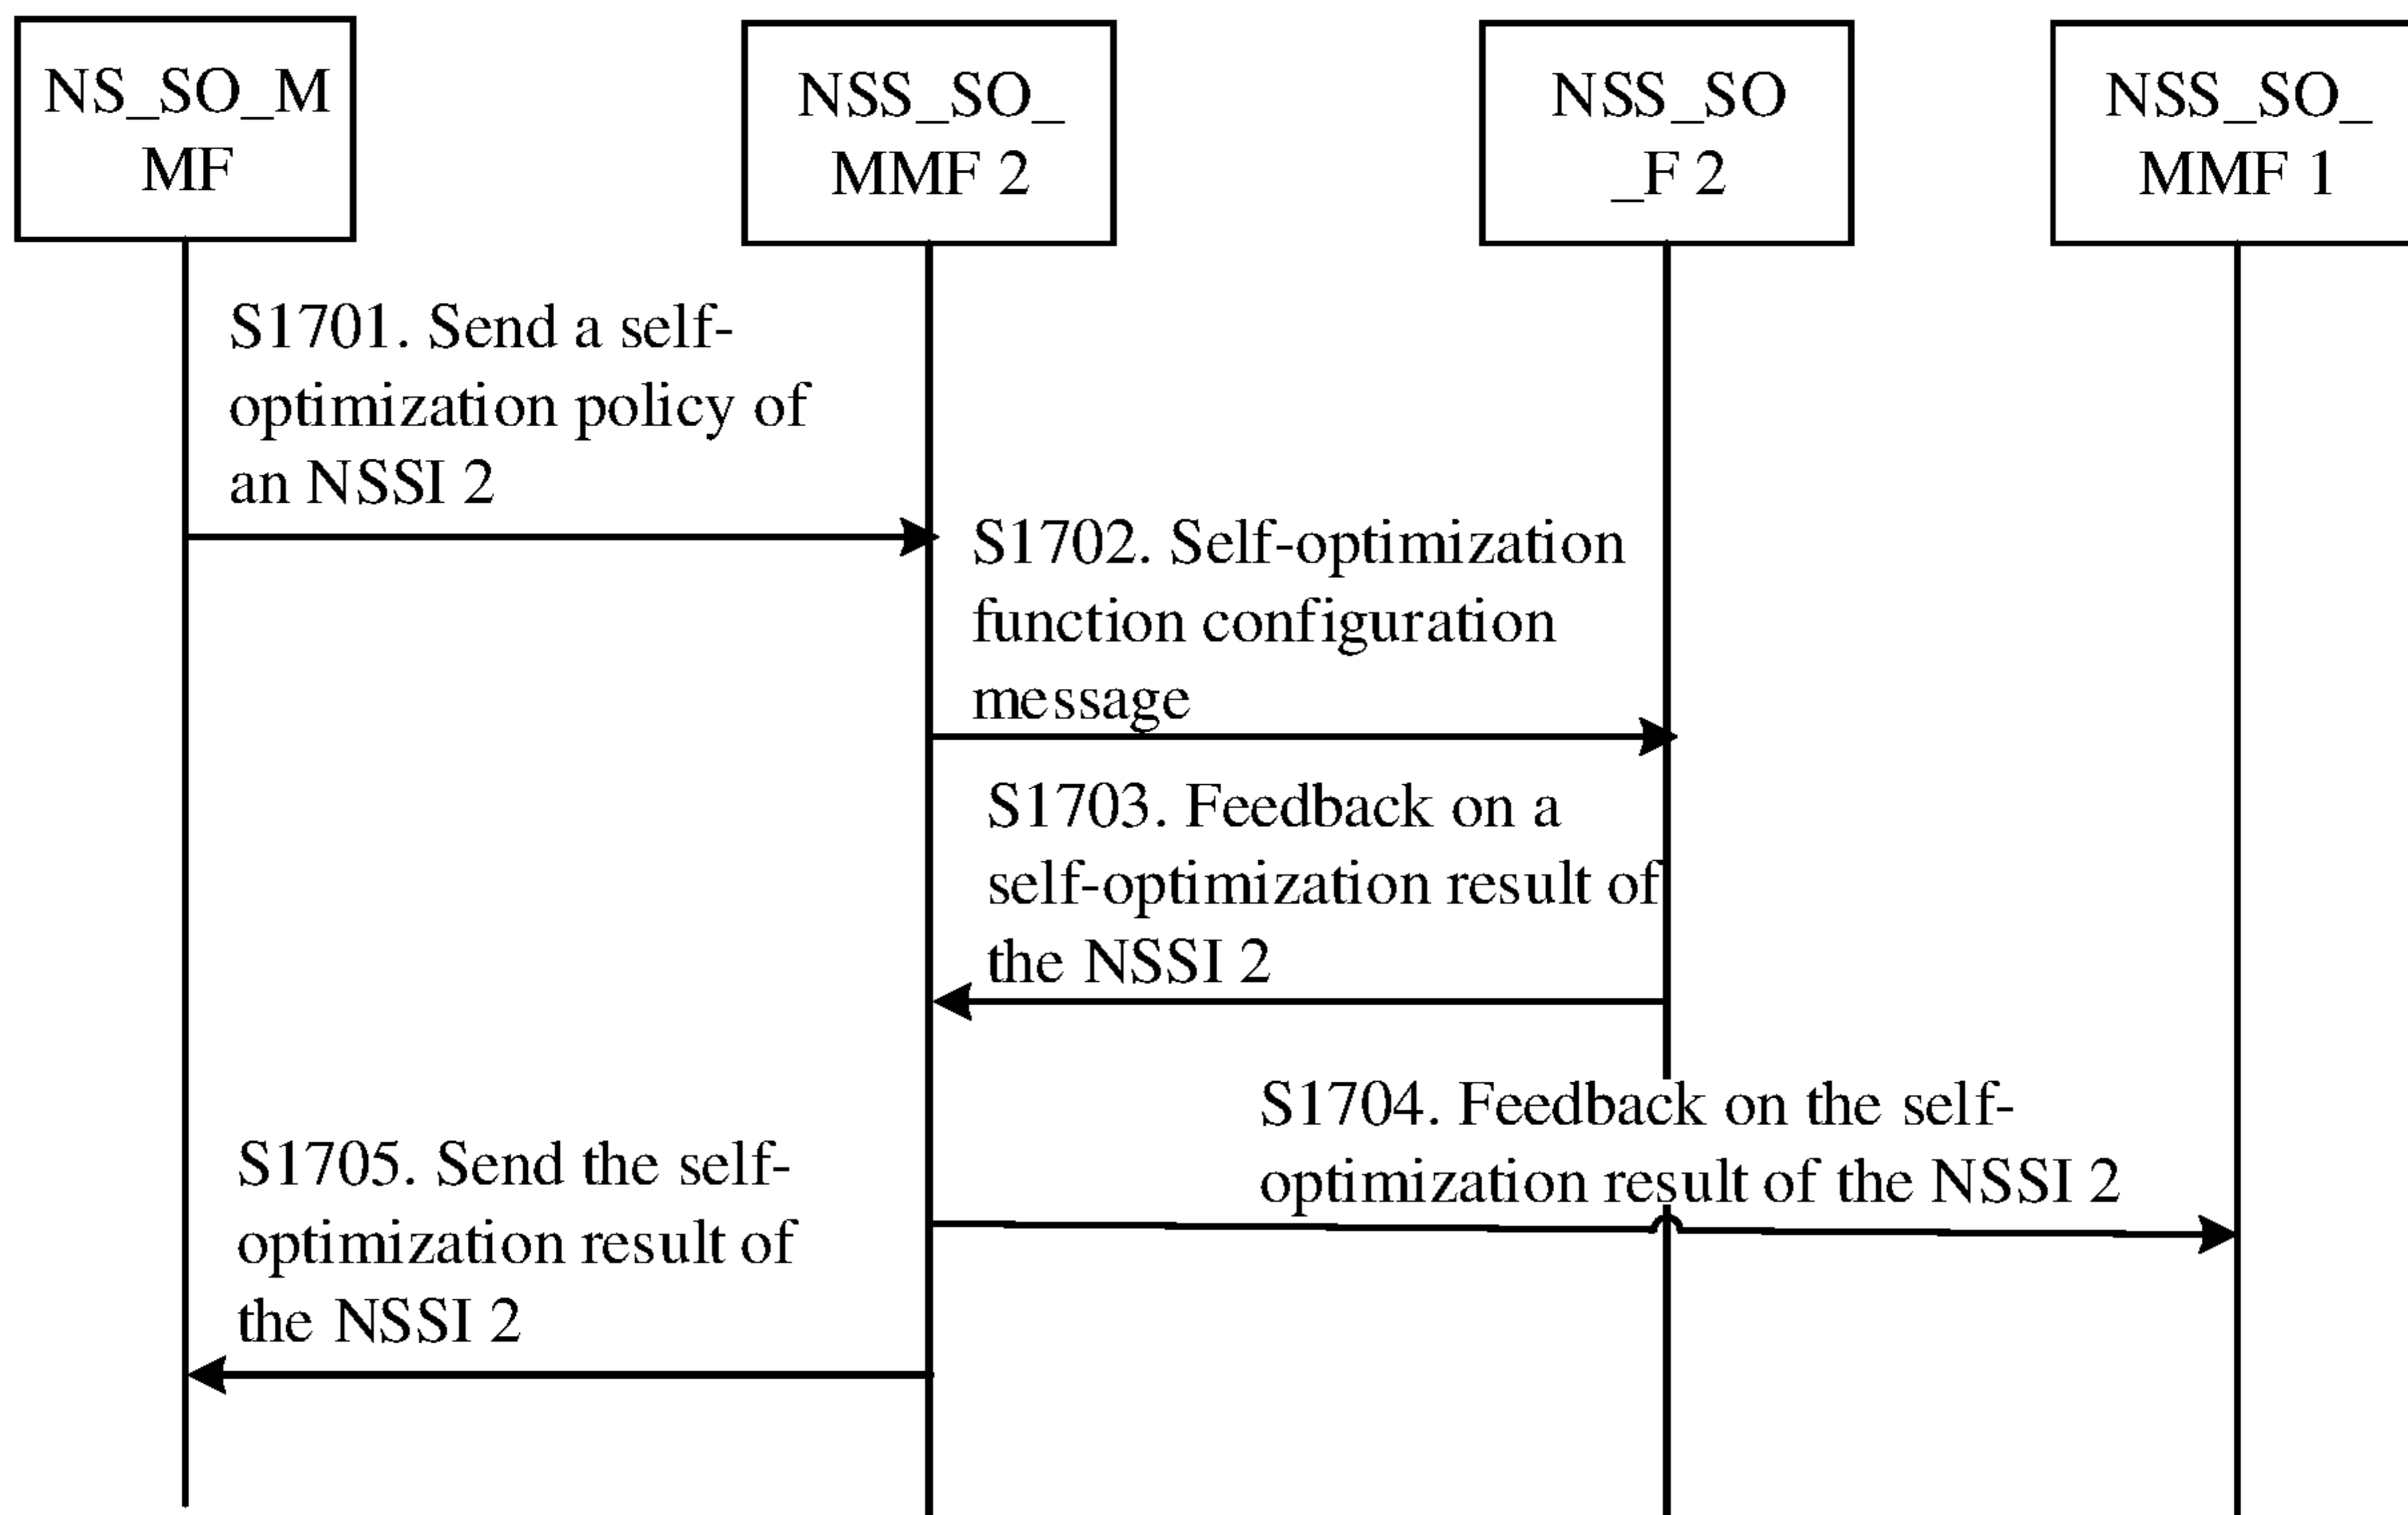 NS_SO_M
MF
NSS_SO_
MMF 2
NSS_SO
_F 2
NSS_SO_
MMF 1
S1701. Send a self-
optimization policy of
an NSSI 2
S1702. Self-optimization
function configuration
message
S1703. Feedback on a
self-optimization result of
the NSSI 2
S1704. Feedback on the self-
optimization result of the NSSI 2
S1705. Send the self-
optimization result of
the NSSI 2